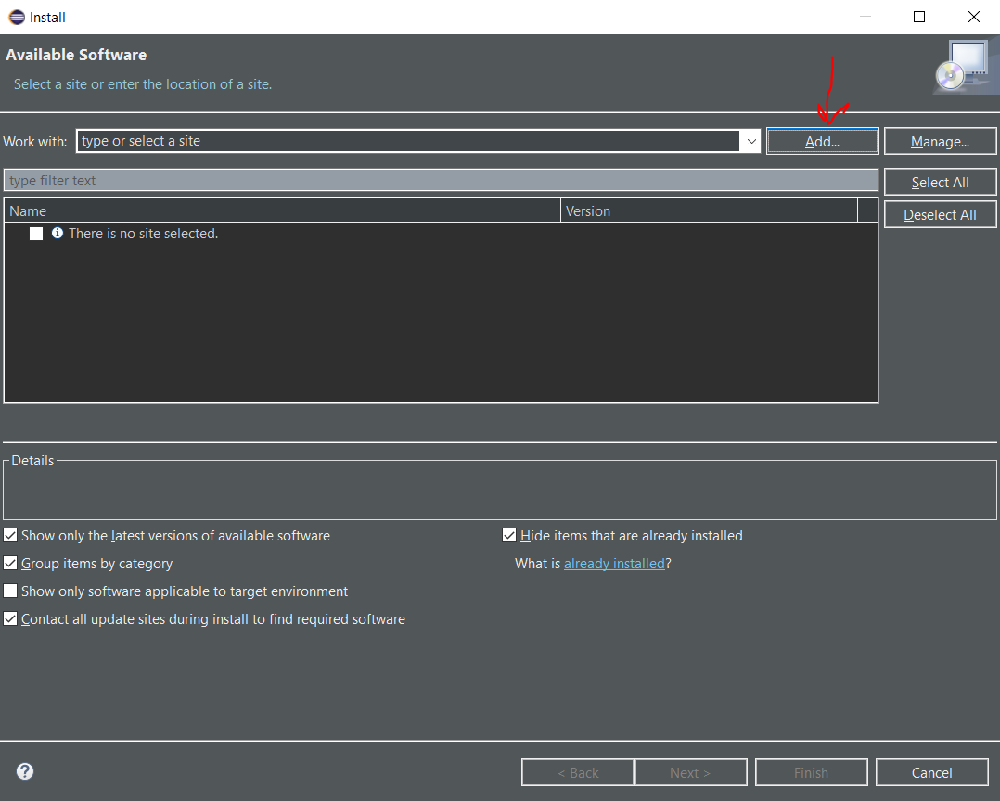 Install
Available Software
Select a site or enter the location of a site.
Work with: type or select a site Add... Manage...
type filter text Select All
Name Version Deselect All
There is no site selected.
Details
Show only the latest versions of available software Hide items that are already installed
Group items by category What is already installed?
Show only software applicable to target environment
Contact all update sites during install to find required software
? < Back Next > Finish Cancel